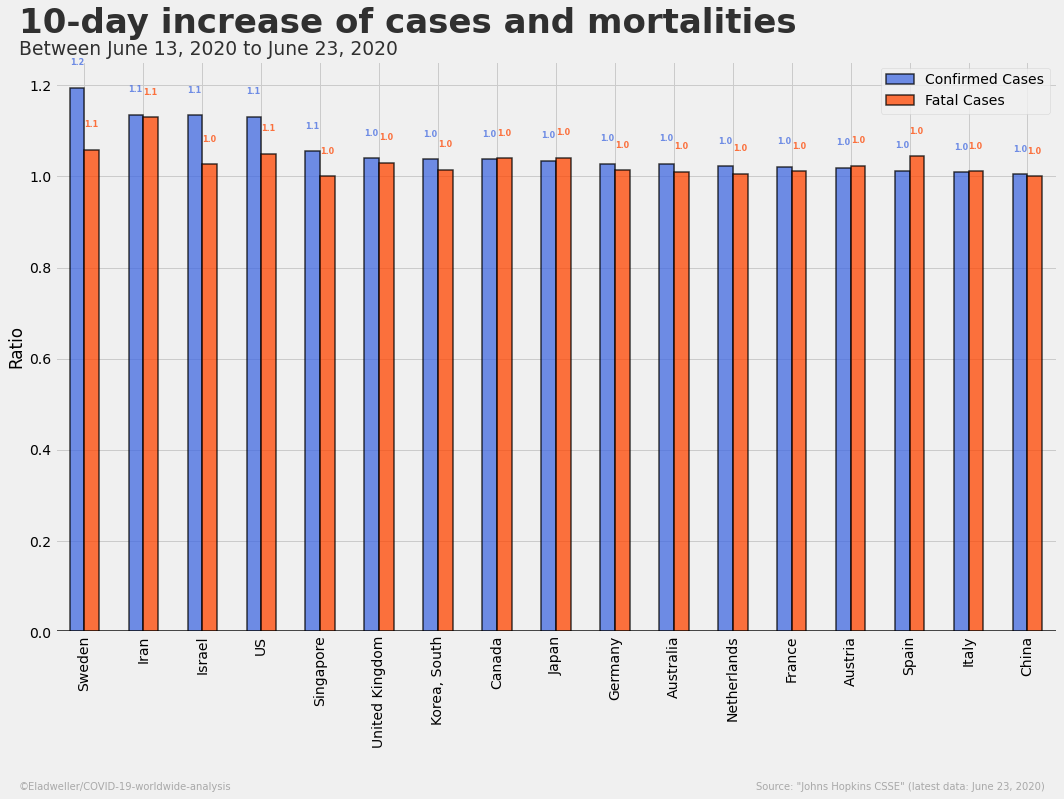 10-day increase of cases and mortalities
Between June 13, 2020 to June 23, 2020
Confirmed Cases
Fatal Cases
1.2 1.1 1.1 1.1 1.1 1.0 1.1 1.1 1.1 1.0 1.0 1.0 1.0 1.0 1.0 1.0 1.0 1.0 1.0 1.0 1.0 1.0 1.0 1.0 1.0 1.0 1.0 1.0 1.0 1.0 1.0 1.0 1.0 1.0
Ratio
1.2
1.0
0.8
0.6
0.4
0.2
0.0
Sweden
Iran
Israel
US
Singapore
United Kingdom
Korea, South
Canada
Japan
Germany
Australia
Netherlands
France
Austria
Spain
Italy
China
©Eladweller/COVID-19-worldwide-analysis
Source: "Johns Hopkins CSSE" (latest data: June 23, 2020)